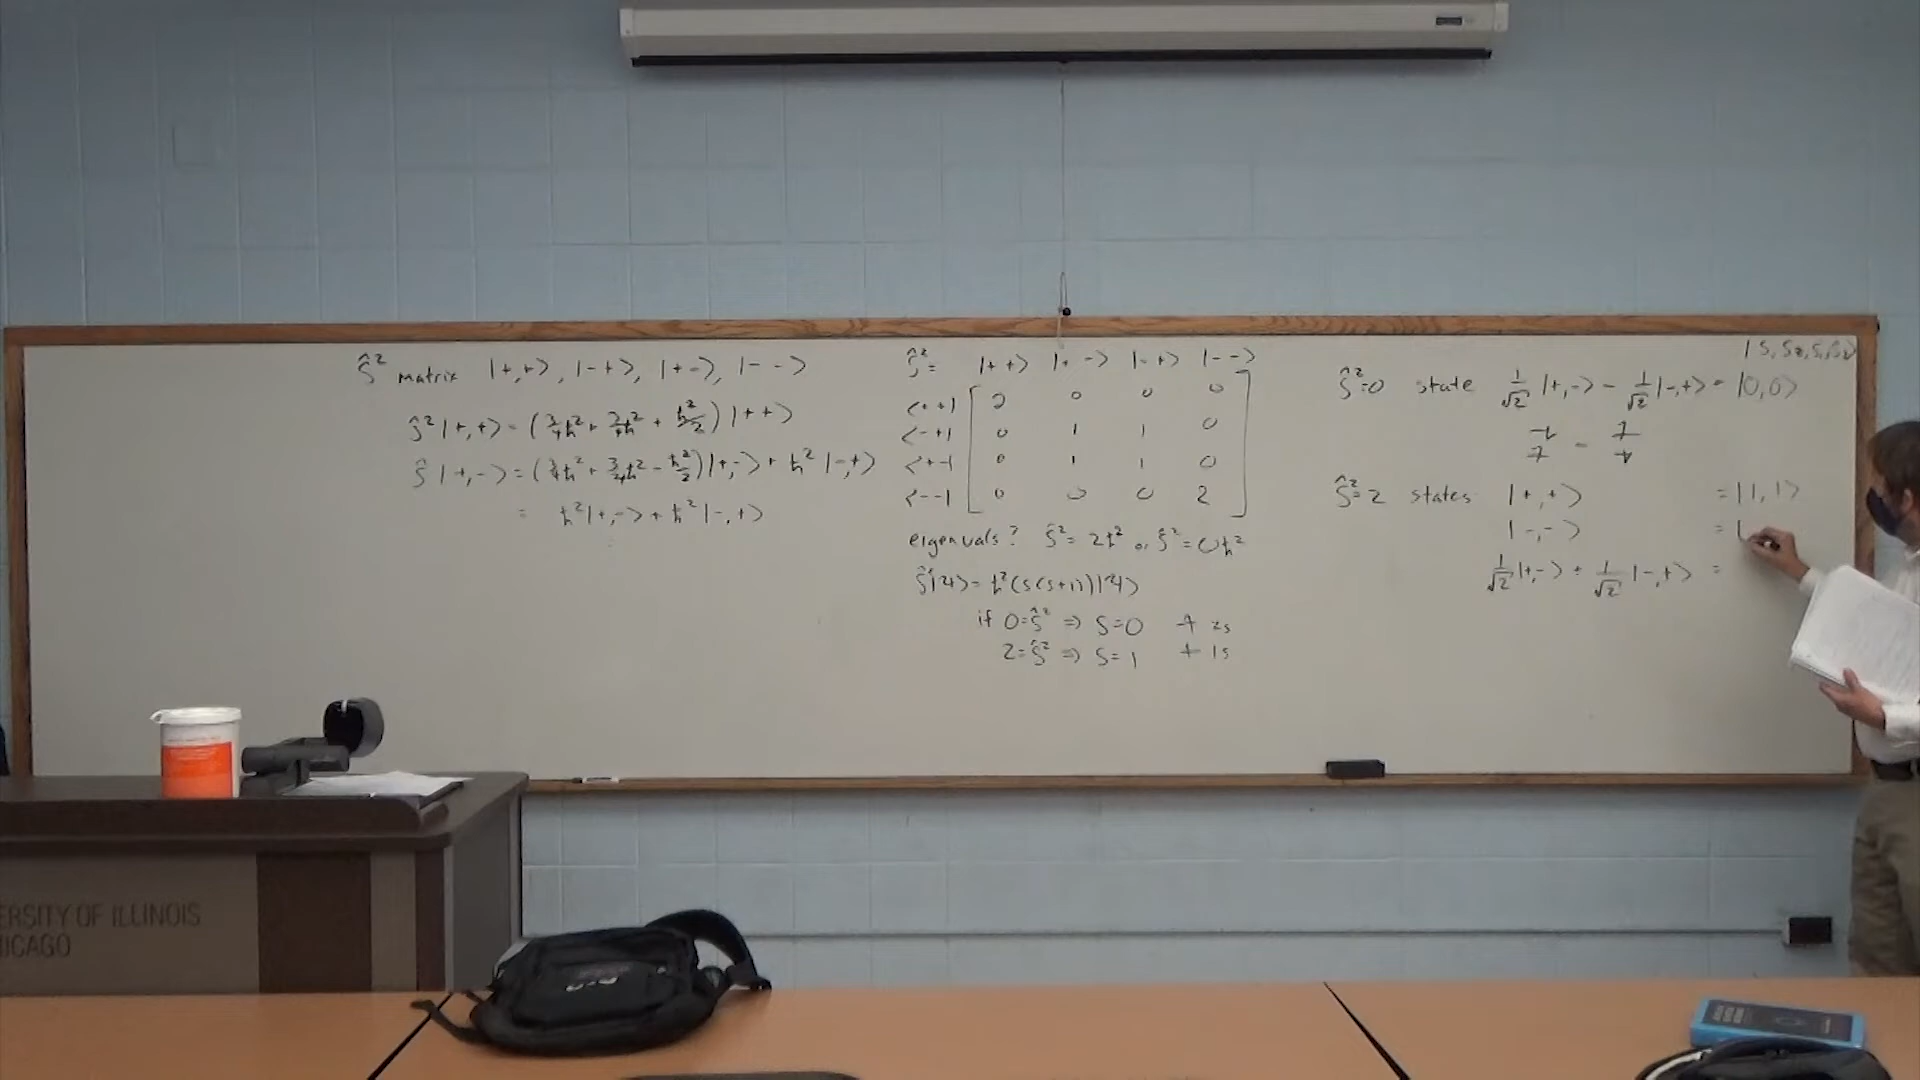 Ŝ² matrix |+,+⟩, |-+⟩, |+-⟩, |--⟩
Ŝ²|+,+⟩ = (3/4ħ² + 3/4ħ² + ħ²/2) |++⟩
Ŝ|+,-⟩ = (3/4ħ² + 3/4ħ² - ħ²/2)|+,-⟩ + ħ²|-,+⟩
= ħ²|+,-⟩ + ħ²|-,+⟩
Ŝ² = |++⟩ |+-⟩ |-+⟩ |--⟩
⟨++| 2 0 0 0
⟨-+| 0 1 1 0
⟨+-| 0 1 1 0
⟨--| 0 0 0 2
eigenvals? Ŝ² = 2ħ² or Ŝ² = 0ħ²
Ŝ²|ψ⟩ = ħ²(s(s+1))|ψ⟩
if 0=Ŝ² ⇒ S=0
2=Ŝ² ⇒ S=1
|S, Sz, S₁, S₂⟩
Ŝ²=0 state 1/√2 |+,-⟩ - 1/√2 |-,+⟩ = |0,0⟩
Ŝ²=2 states |+,+⟩ = |1,1⟩
|-,-⟩ = |
1/√2 |+,-⟩ + 1/√2 |-,+⟩ =
ERSITY OF ILLINOIS
HICAGO